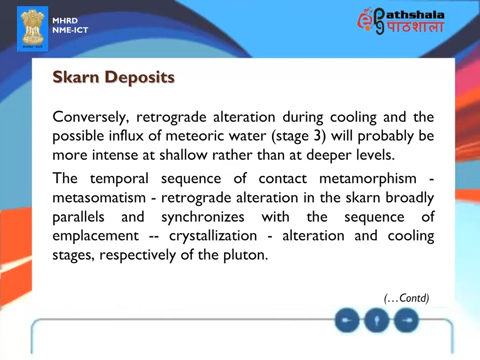 MHRD
NME-ICT
pathshala
पाठशाला
Skarn Deposits
Conversely, retrograde alteration during cooling and the
possible influx of meteoric water (stage 3) will probably be
more intense at shallow rather than at deeper levels.
The temporal sequence of contact metamorphism -
metasomatism - retrograde alteration in the skarn broadly
parallels and synchronizes with the sequence of
emplacement -- crystallization - alteration and cooling
stages, respectively of the pluton.
(…Contd)